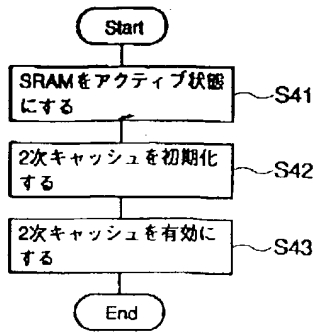 Start
SRAMをアクティブ状態
にする
S41
2次キャッシュを初期化
する
S42
2次キャッシュを有効に
する
S43
End